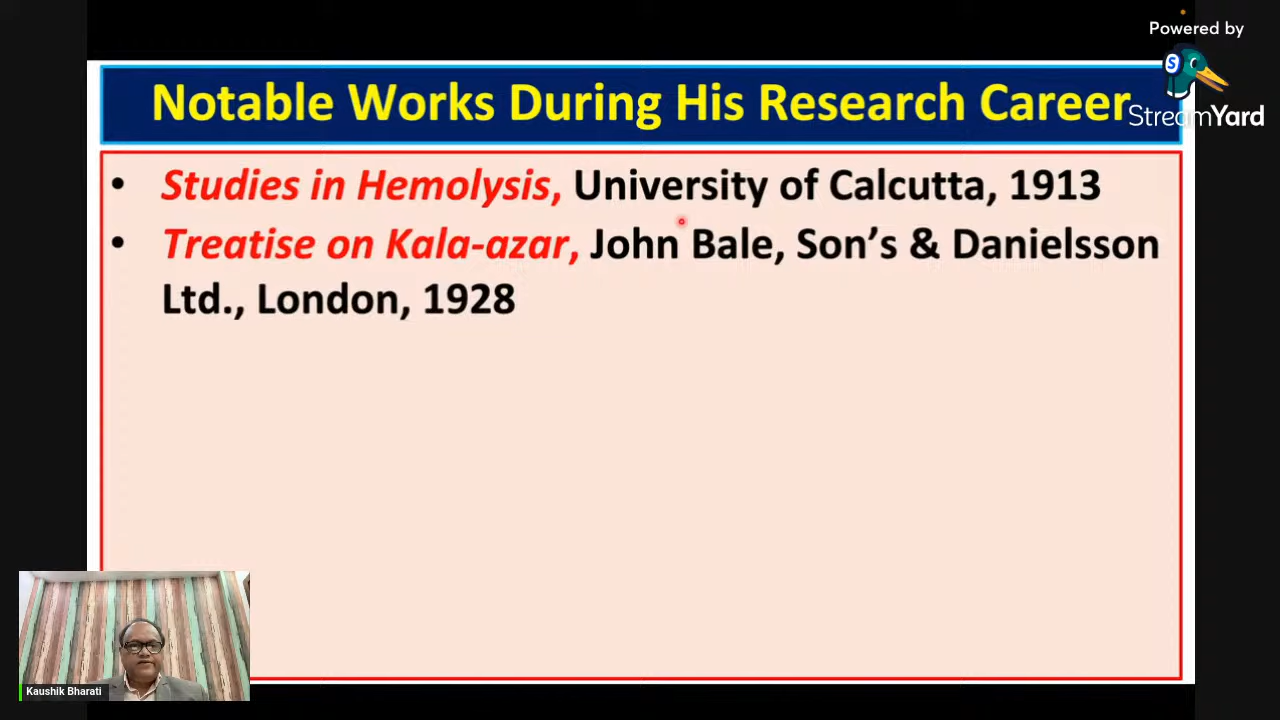 Powered by
S
StreamYard
Notable Works During His Research Career
• Studies in Hemolysis, University of Calcutta, 1913
• Treatise on Kala-azar, John Bale, Son’s & Danielsson
Ltd., London, 1928
Kaushik Bharati